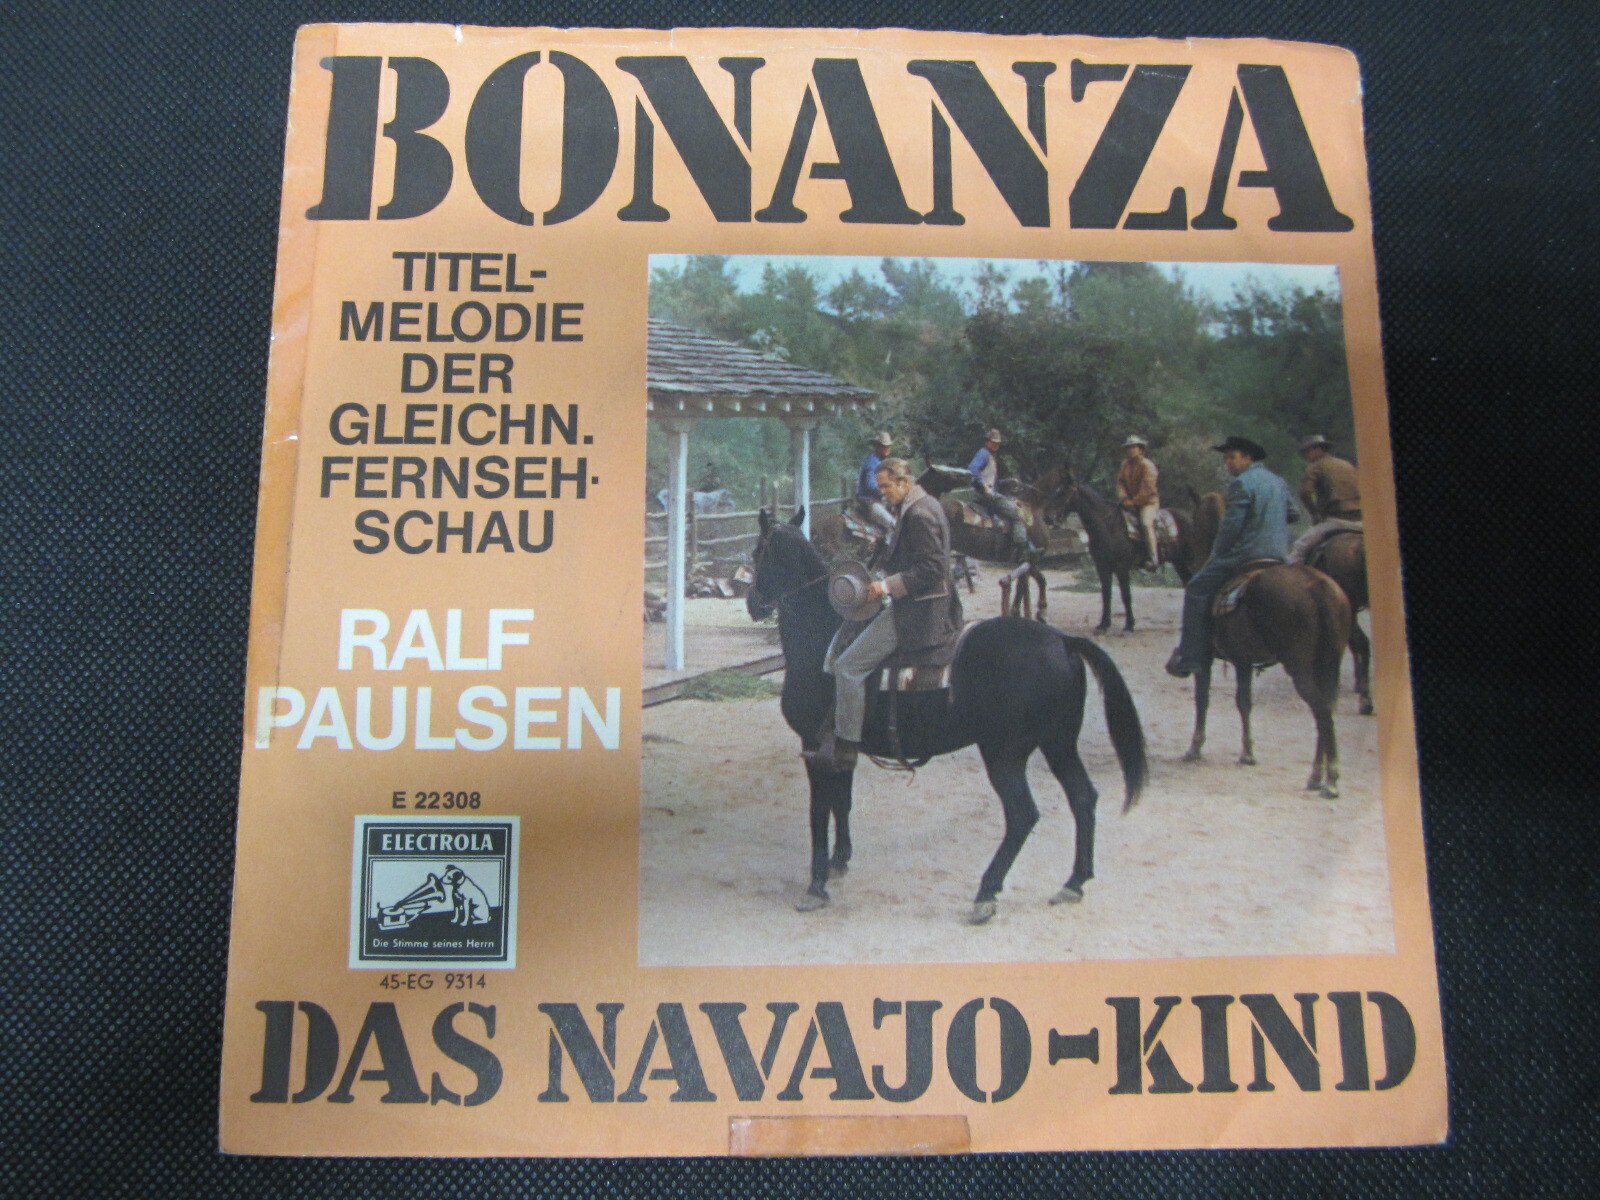 BONANZA
TITEL-
MELODIE
DER
GLEICHN.
FERNSEH-
SCHAU
RALF
PAULSEN
E 22308
ELECTROLA
Die Stimme seines Herrn
45-EG 9314
DAS NAVAJO-KIND